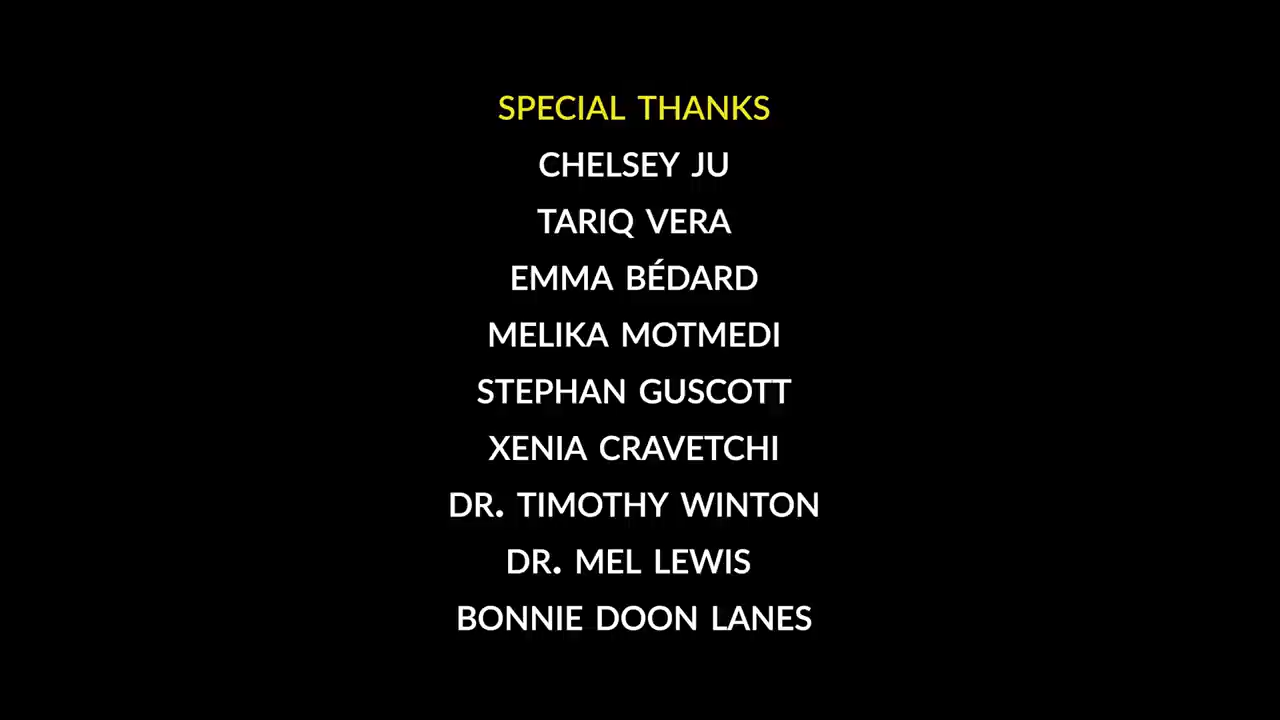 SPECIAL THANKS
CHELSEY JU
TARIQ VERA
EMMA BÉDARD
MELIKA MOTMEDI
STEPHAN GUSCOTT
XENIA CRAVETCHI
DR. TIMOTHY WINTON
DR. MEL LEWIS
BONNIE DOON LANES